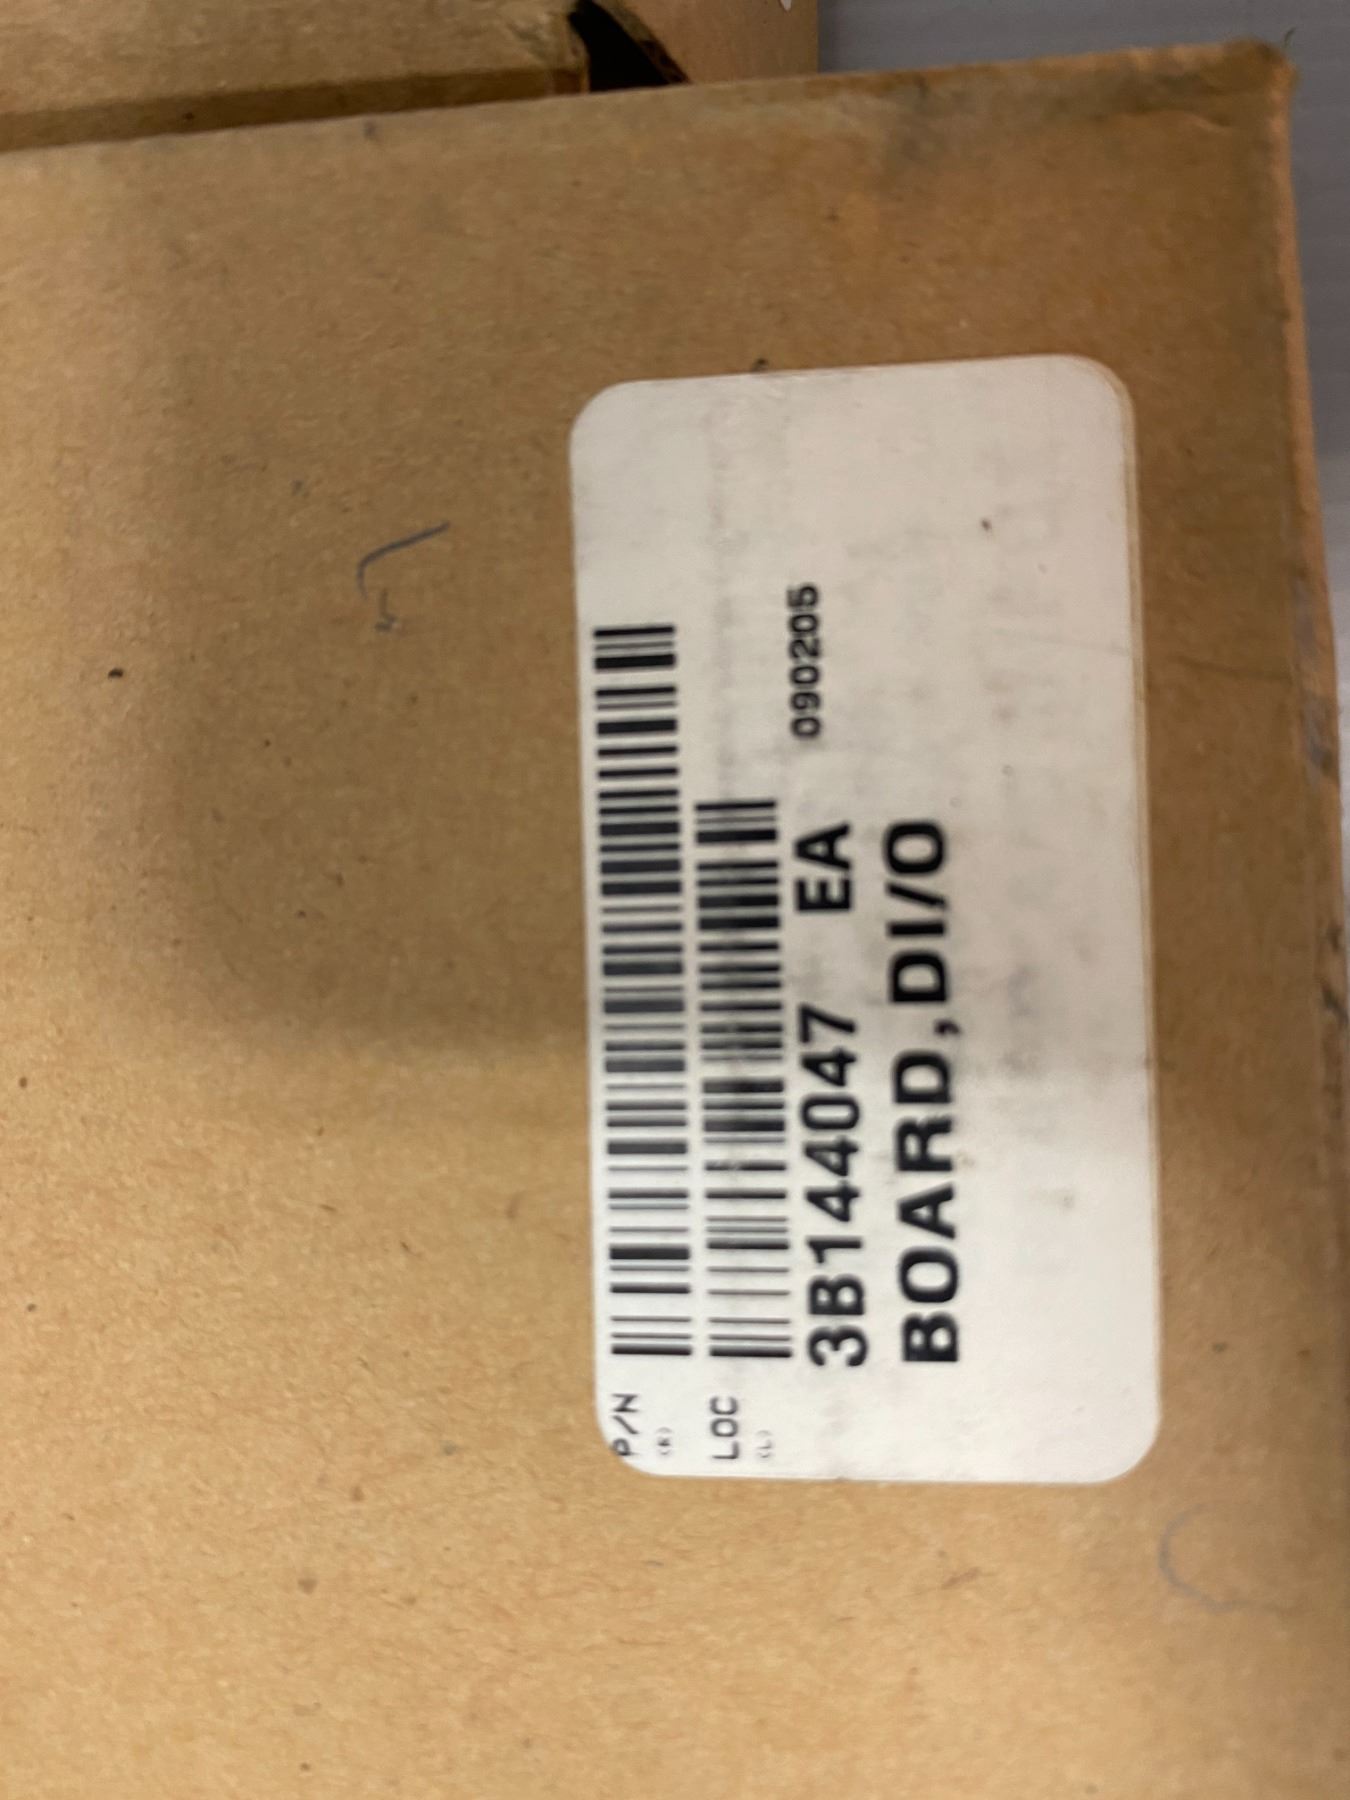 P/N
LOC
(L)
3B144047 EA 090205
BOARD,DI/O